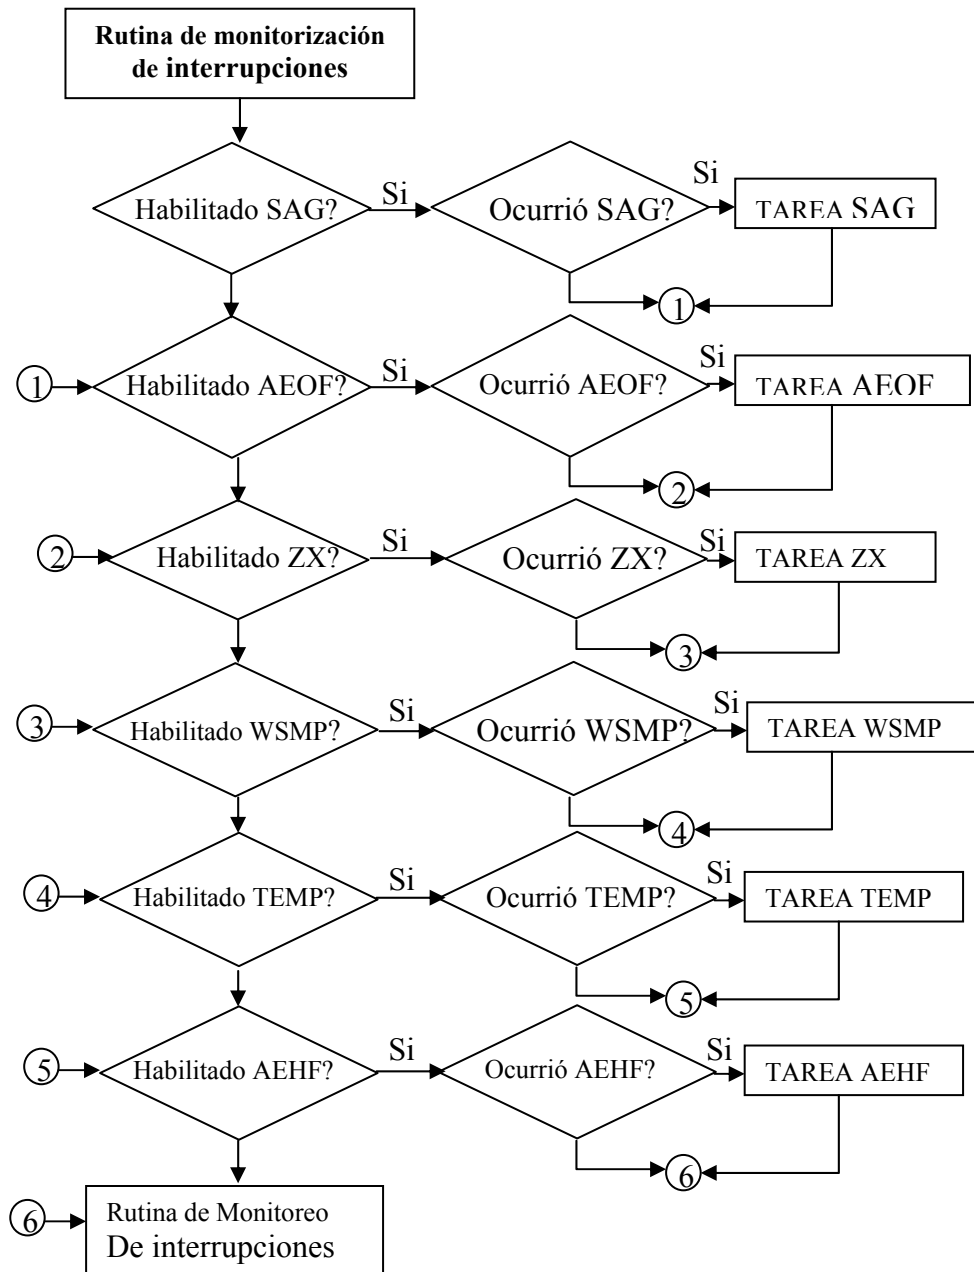 Rutina de monitorización
de interrupciones
Habilitado SAG?
Si
Ocurrió SAG?
Si
TAREA SAG
1
1
Habilitado AEOF?
Si
Ocurrió AEOF?
Si
TAREA AEOF
2
2
Habilitado ZX?
Si
Ocurrió ZX?
Si
TAREA ZX
3
3
Habilitado WSMP?
Si
Ocurrió WSMP?
Si
TAREA WSMP
4
4
Habilitado TEMP?
Si
Ocurrió TEMP?
Si
TAREA TEMP
5
5
Habilitado AEHF?
Si
Ocurrió AEHF?
Si
TAREA AEHF
6
6
Rutina de Monitoreo
De interrupciones